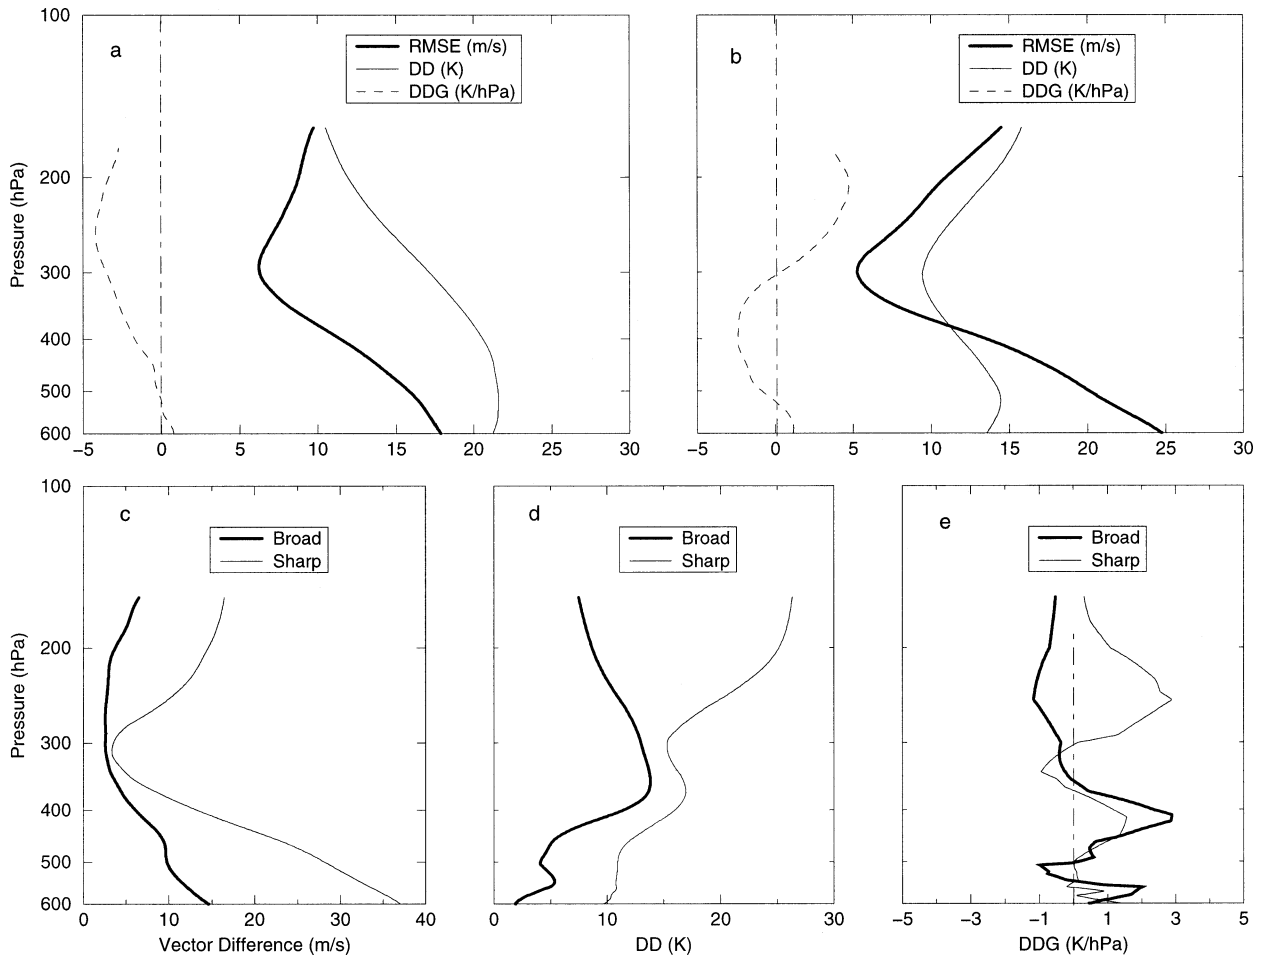 100
200
300
400
500
600
Pressure (hPa)
a
RMSE (m/s)
DD (K)
DDG (K/hPa)
−5 0 5 10 15 20 25 30
b
RMSE (m/s)
DD (K)
DDG (K/hPa)
−5 0 5 10 15 20 25 30
100
200
300
400
500
600
Pressure (hPa)
c
Broad
Sharp
0 10 20 30 40
Vector Difference (m/s)
d
Broad
Sharp
0 10 20 30
DD (K)
e
Broad
Sharp
−5 −3 −1 1 3 5
DDG (K/hPa)